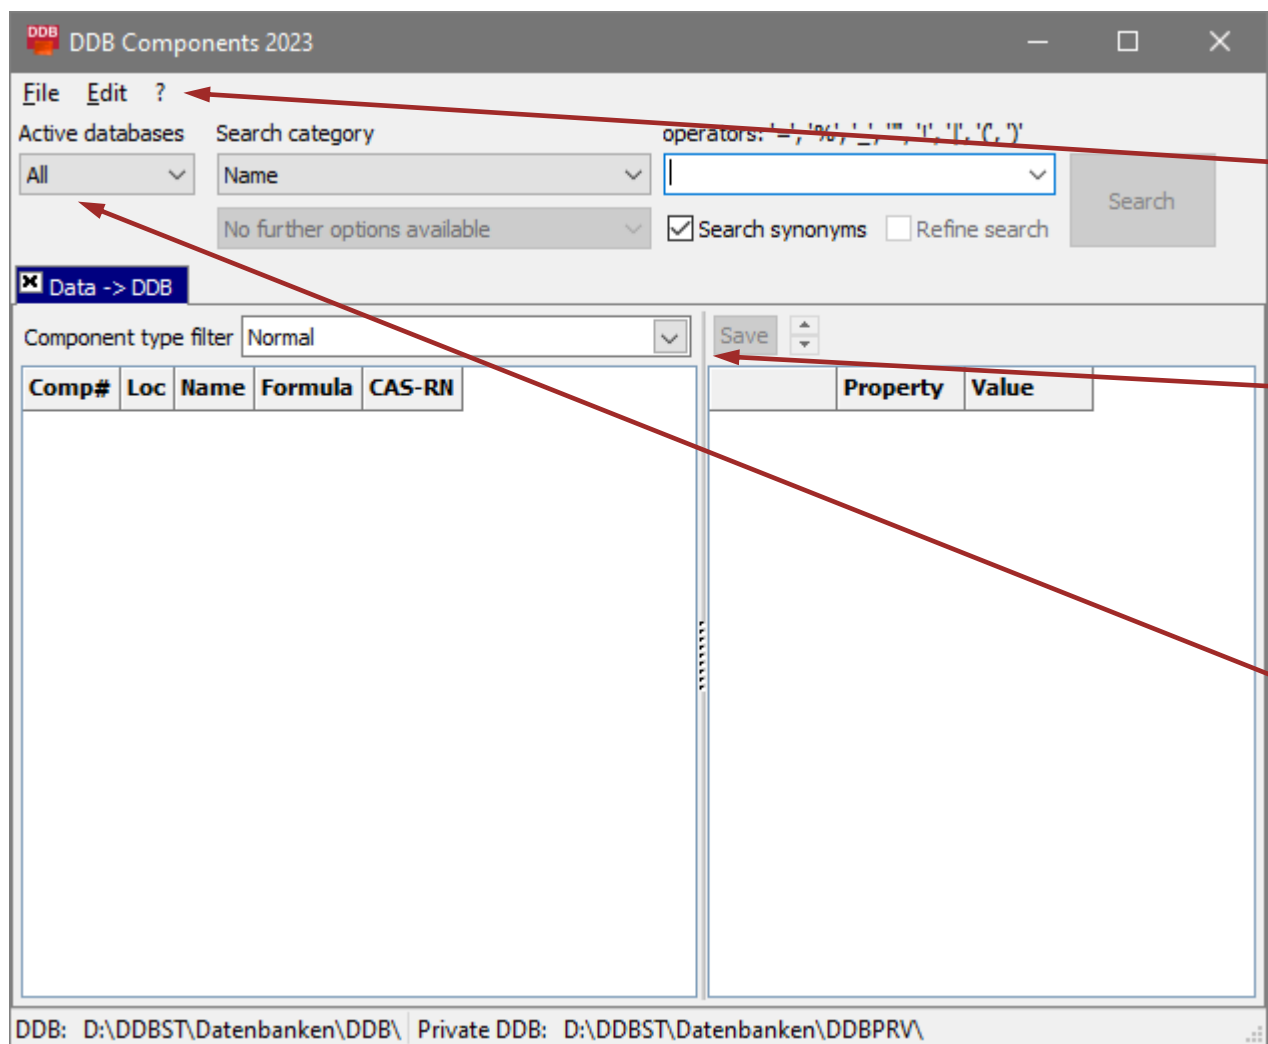 DDB DDB Components 2023
File Edit ?
Active databases Search category operators: '=', '%', '_', '"', '!', '|', '(', ')'
All Name Search
No further options available Search synonyms Refine search
Data -> DDB
Component type filter Normal Save
Comp# Loc Name Formula CAS-RN Property Value
DDB: D:\DDBST\Datenbanken\DDB\ Private DDB: D:\DDBST\Datenbanken\DDBPRV\